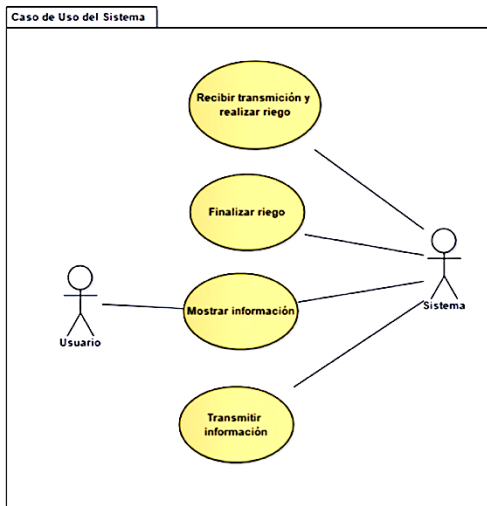 Caso de Uso del Sistema
Recibir transmición y
realizar riego
Finalizar riego
Mostrar información
Usuario
Sistema
Transmitir
información